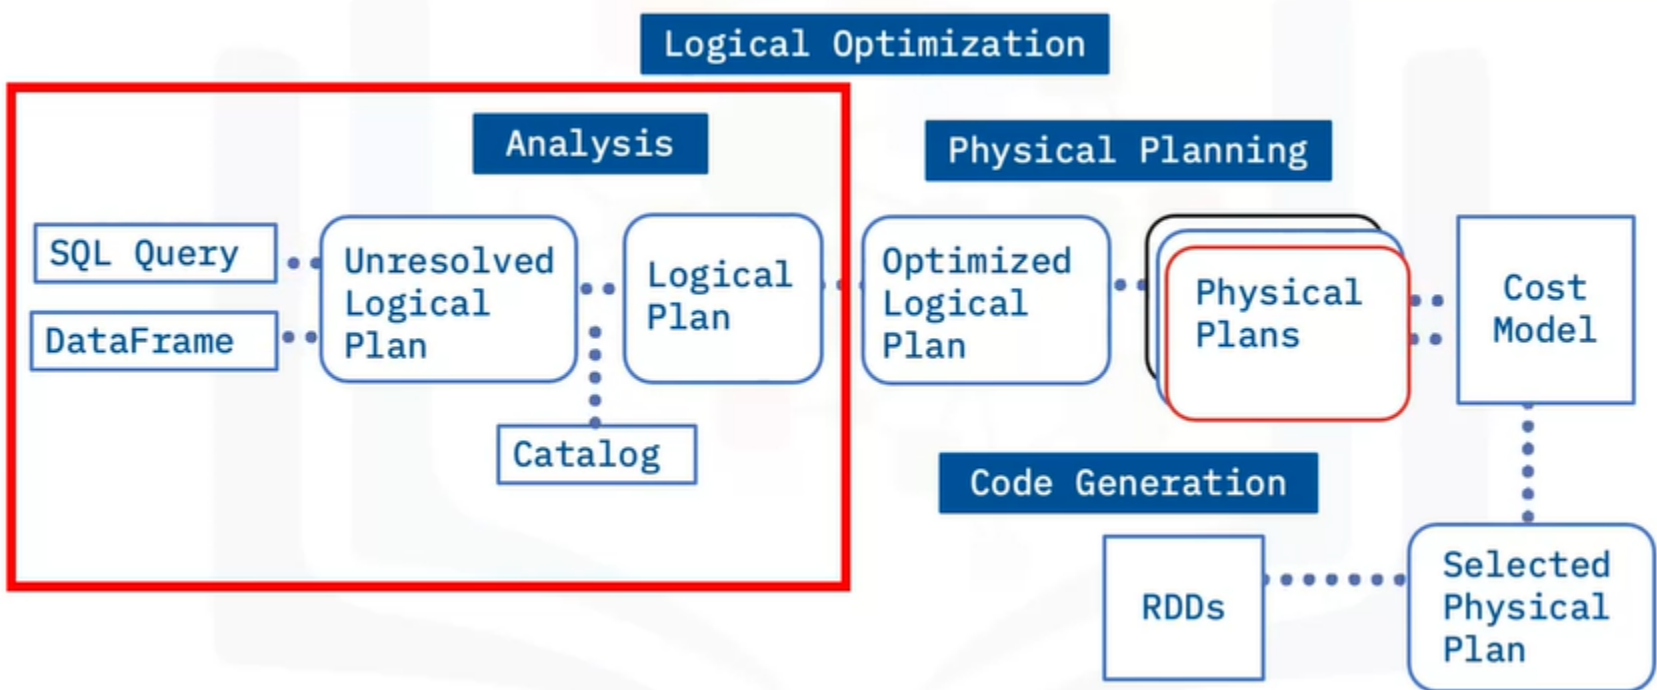 Logical Optimization
Analysis
Physical Planning
SQL Query
DataFrame
Unresolved
Logical
Plan
Logical
Plan
Catalog
Optimized
Logical
Plan
Physical
Plans
Cost
Model
Code Generation
RDDs
Selected
Physical
Plan